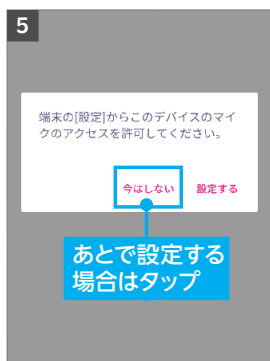 5
端末の[設定]からこのデバイスのマイ
クのアクセスを許可してください。
今はしない 設定する
あとで設定する
場合はタップ